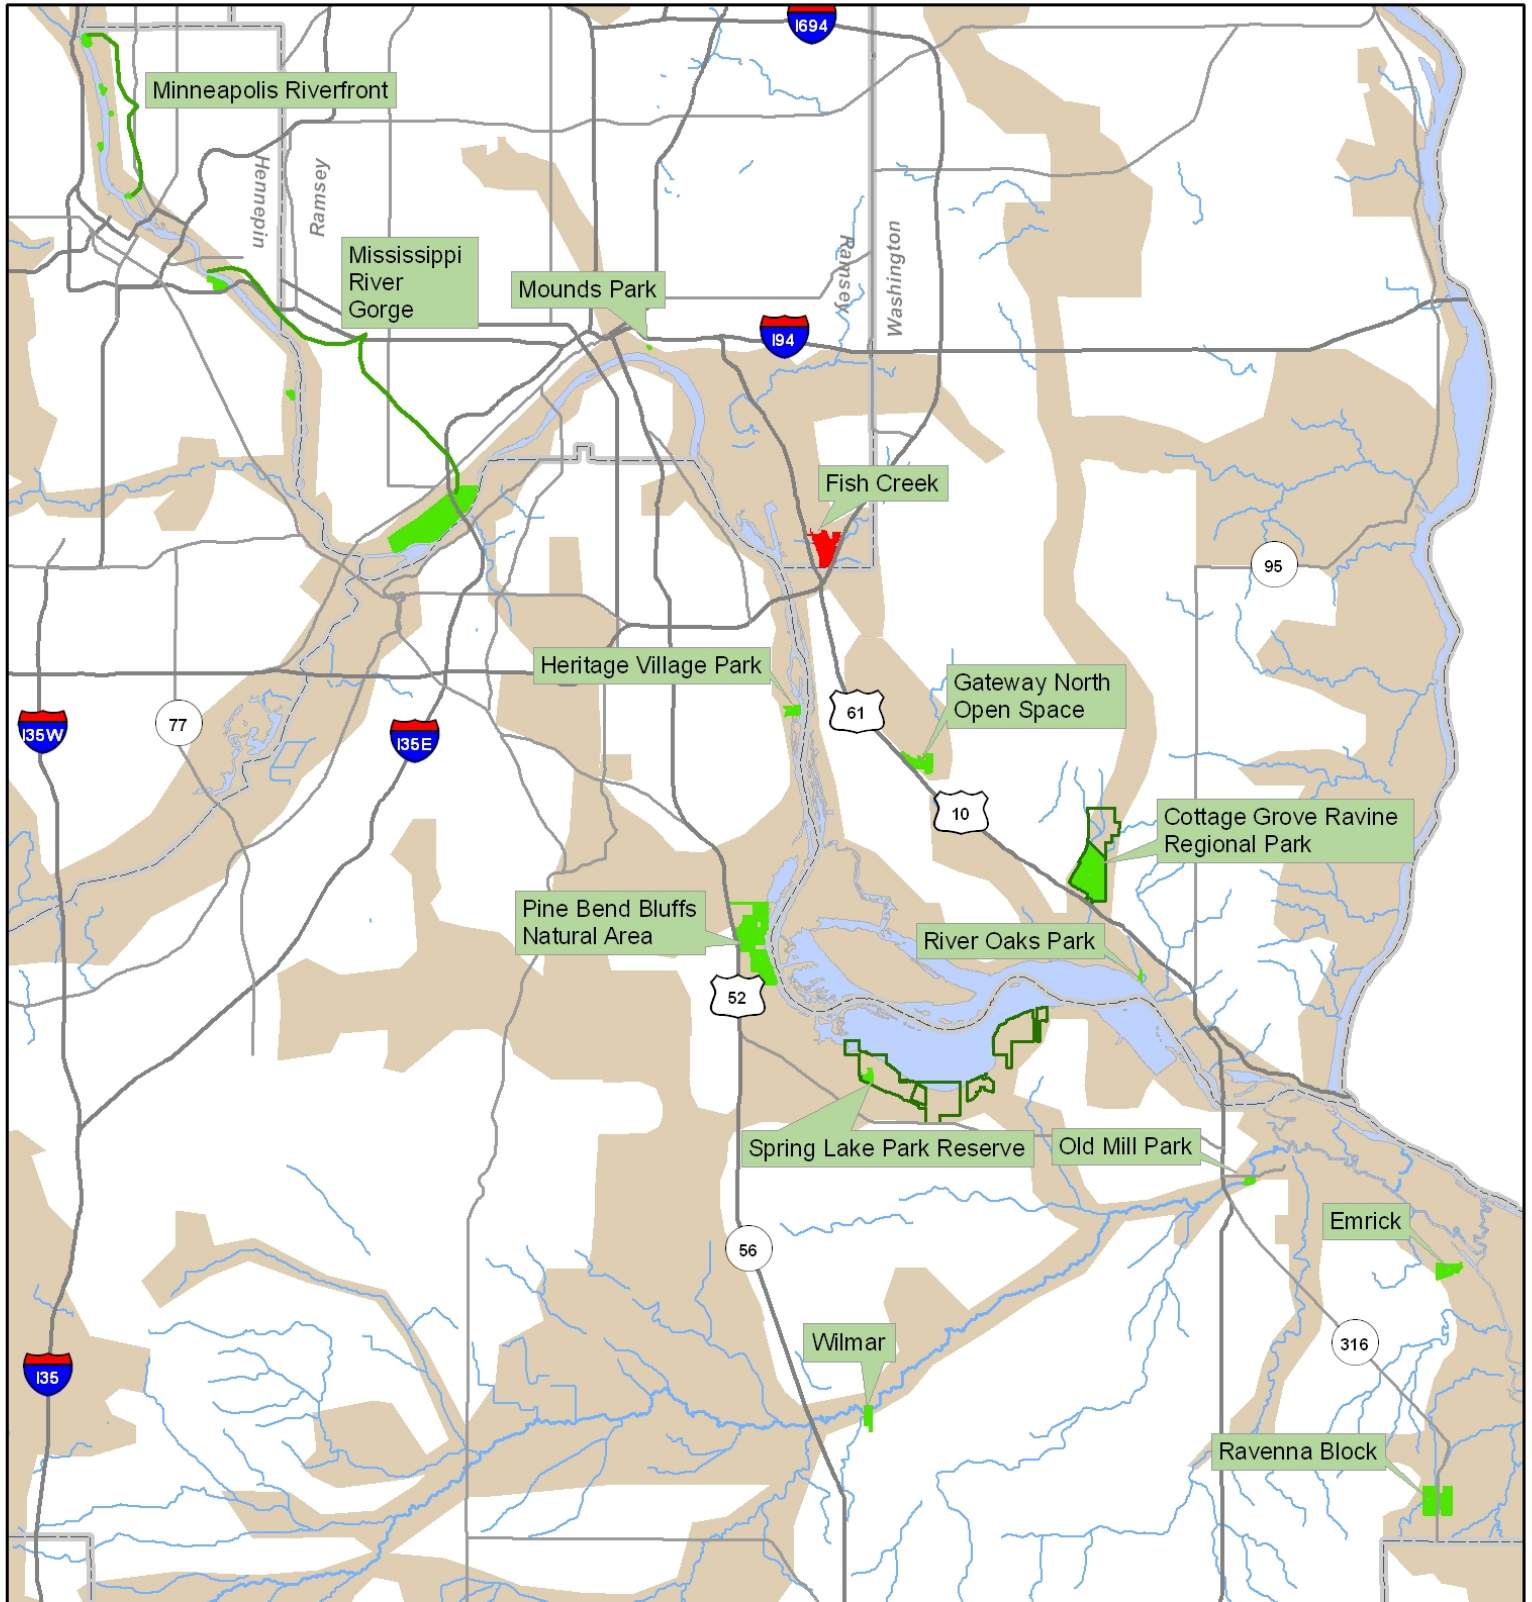 I694
Minneapolis Riverfront
Hennepin
Ramsey
Mississippi
River
Gorge
Mounds Park
Ramsey
Washington
I94
Fish Creek
95
Heritage Village Park
Gateway North
Open Space
61
77
I35W
I35E
10
Cottage Grove Ravine
Regional Park
Pine Bend Bluffs
Natural Area
River Oaks Park
52
Spring Lake Park Reserve
Old Mill Park
Emrick
56
Wilmar
316
I35
Ravenna Block